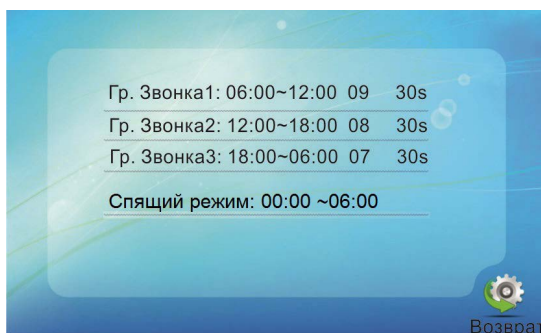 Гр. Звонка1: 06:00~12:00 09 30s
Гр. Звонка2: 12:00~18:00 08 30s
Гр. Звонка3: 18:00~06:00 07 30s
Спящий режим: 00:00 ~06:00
Возврат